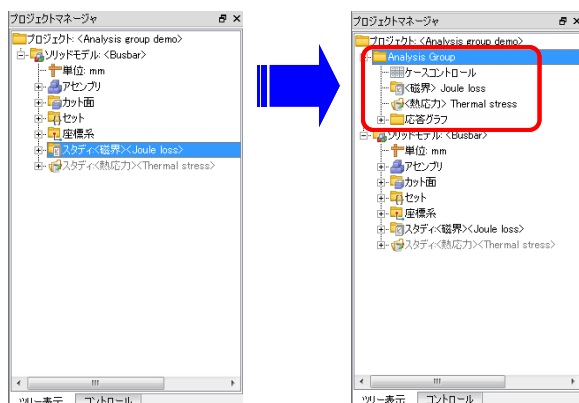 プロジェクトマネージャ
プロジェクト: <Analysis group demo>
ソリッドモデル: <Busbar>
単位: mm
アセンブリ
カット面
セット
座標系
スタディ<磁界><Joule loss>
スタディ<熱応力><Thermal stress>
ツリー表示 コントロール
プロジェクトマネージャ
プロジェクト: <Analysis group demo>
Analysis Group
ケースコントロール
<磁界> Joule loss
<熱応力> Thermal stress
応答グラフ
ソリッドモデル: <Busbar>
単位: mm
アセンブリ
カット面
セット
座標系
スタディ<磁界><Joule loss>
スタディ<熱応力><Thermal stress>
ツリー表示 コントロール